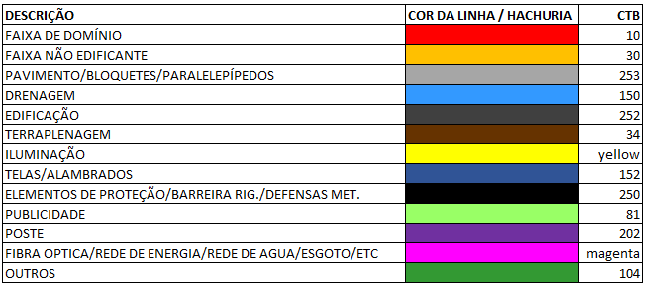 DESCRIÇÃO COR DA LINHA / HACHURIA CTB
FAIXA DE DOMÍNIO 10
FAIXA NÃO EDIFICANTE 30
PAVIMENTO/BLOQUETES/PARALELEPÍPEDOS 253
DRENAGEM 150
EDIFICAÇÃO 252
TERRAPLENAGEM 34
ILUMINAÇÃO yellow
TELAS/ALAMBRADOS 152
ELEMENTOS DE PROTEÇÃO/BARREIRA RIG./DEFENSAS MET. 250
PUBLICIDADE 81
POSTE 202
FIBRA OPTICA/REDE DE ENERGIA/REDE DE AGUA/ESGOTO/ETC magenta
OUTROS 104